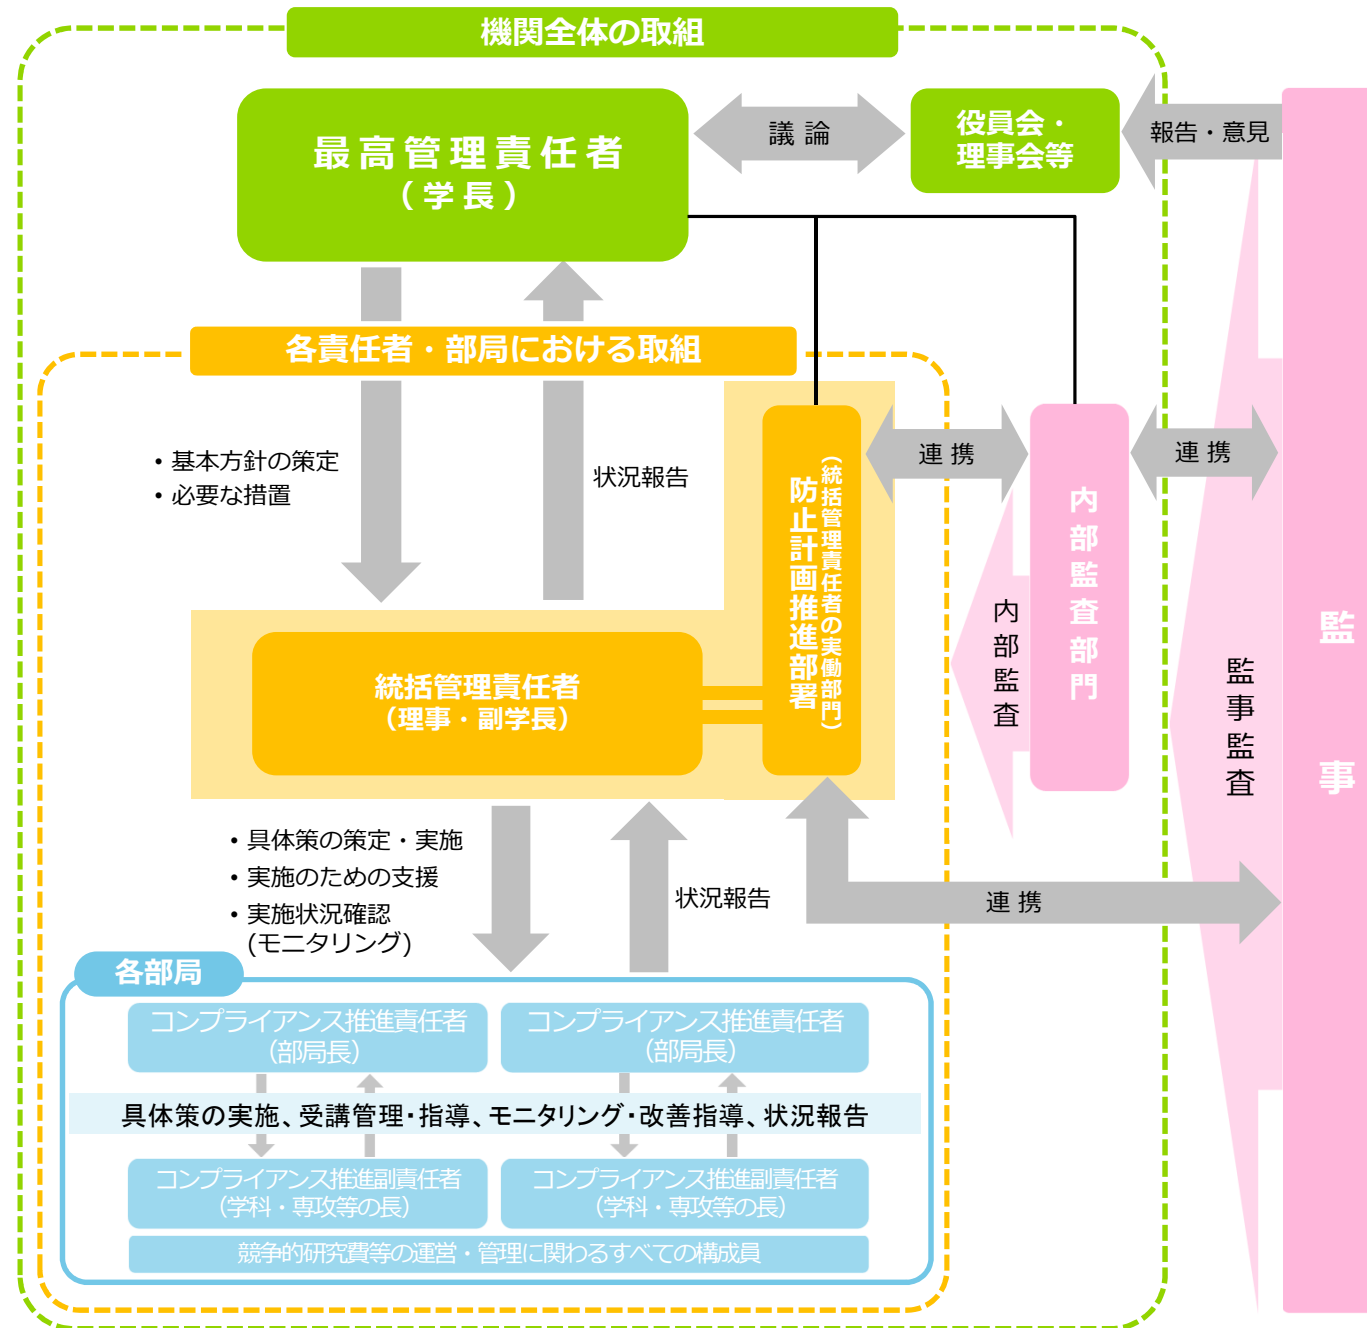 機関全体の取組
最高管理責任者
（学長）
議 論
役員会・
理事会等
報告・意見
各責任者・部局における取組
・基本方針の策定
・必要な措置
状況報告
防止計画推進部署
（統括管理責任者の実働部門）
連 携
内部監査部門
連 携
監事
内部監査
監事監査
統括管理責任者
（理事・副学長）
・具体策の策定・実施
・実施のための支援
・実施状況確認
(モニタリング)
状況報告
連 携
各部局
コンプライアンス推進責任者
（部局長）
コンプライアンス推進責任者
（部局長）
具体策の実施、受講管理・指導、モニタリング・改善指導、状況報告
コンプライアンス推進副責任者
（学科・専攻等の長）
コンプライアンス推進副責任者
（学科・専攻等の長）
競争的研究費等の運営・管理に関わるすべての構成員